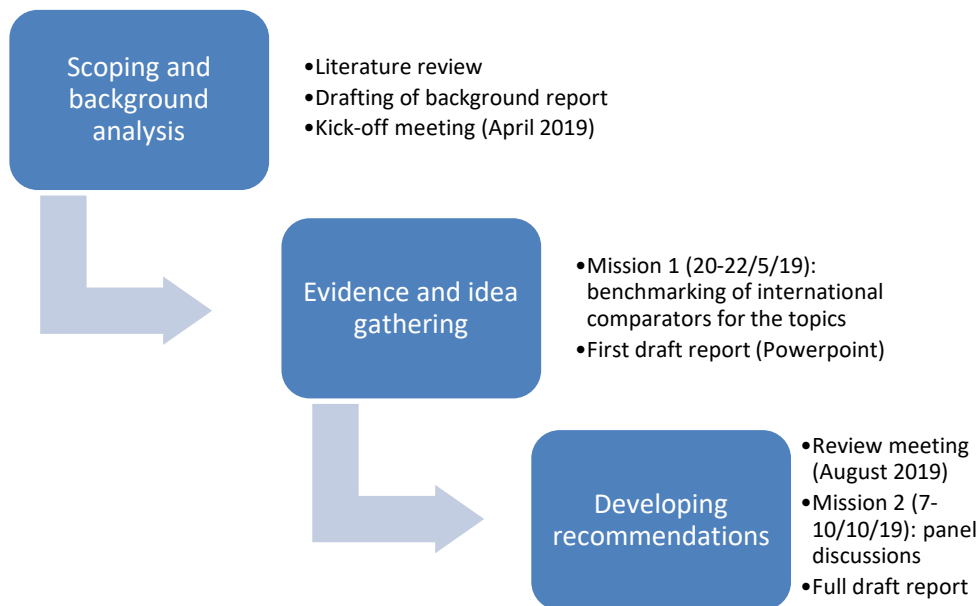 Scoping and
background
analysis
•Literature review
•Drafting of background report
•Kick-off meeting (April 2019)
Evidence and idea
gathering
•Mission 1 (20-22/5/19):
benchmarking of international
comparators for the topics
•First draft report (Powerpoint)
Developing
recommendations
•Review meeting
(August 2019)
•Mission 2 (7-
10/10/19): panel
discussions
•Full draft report